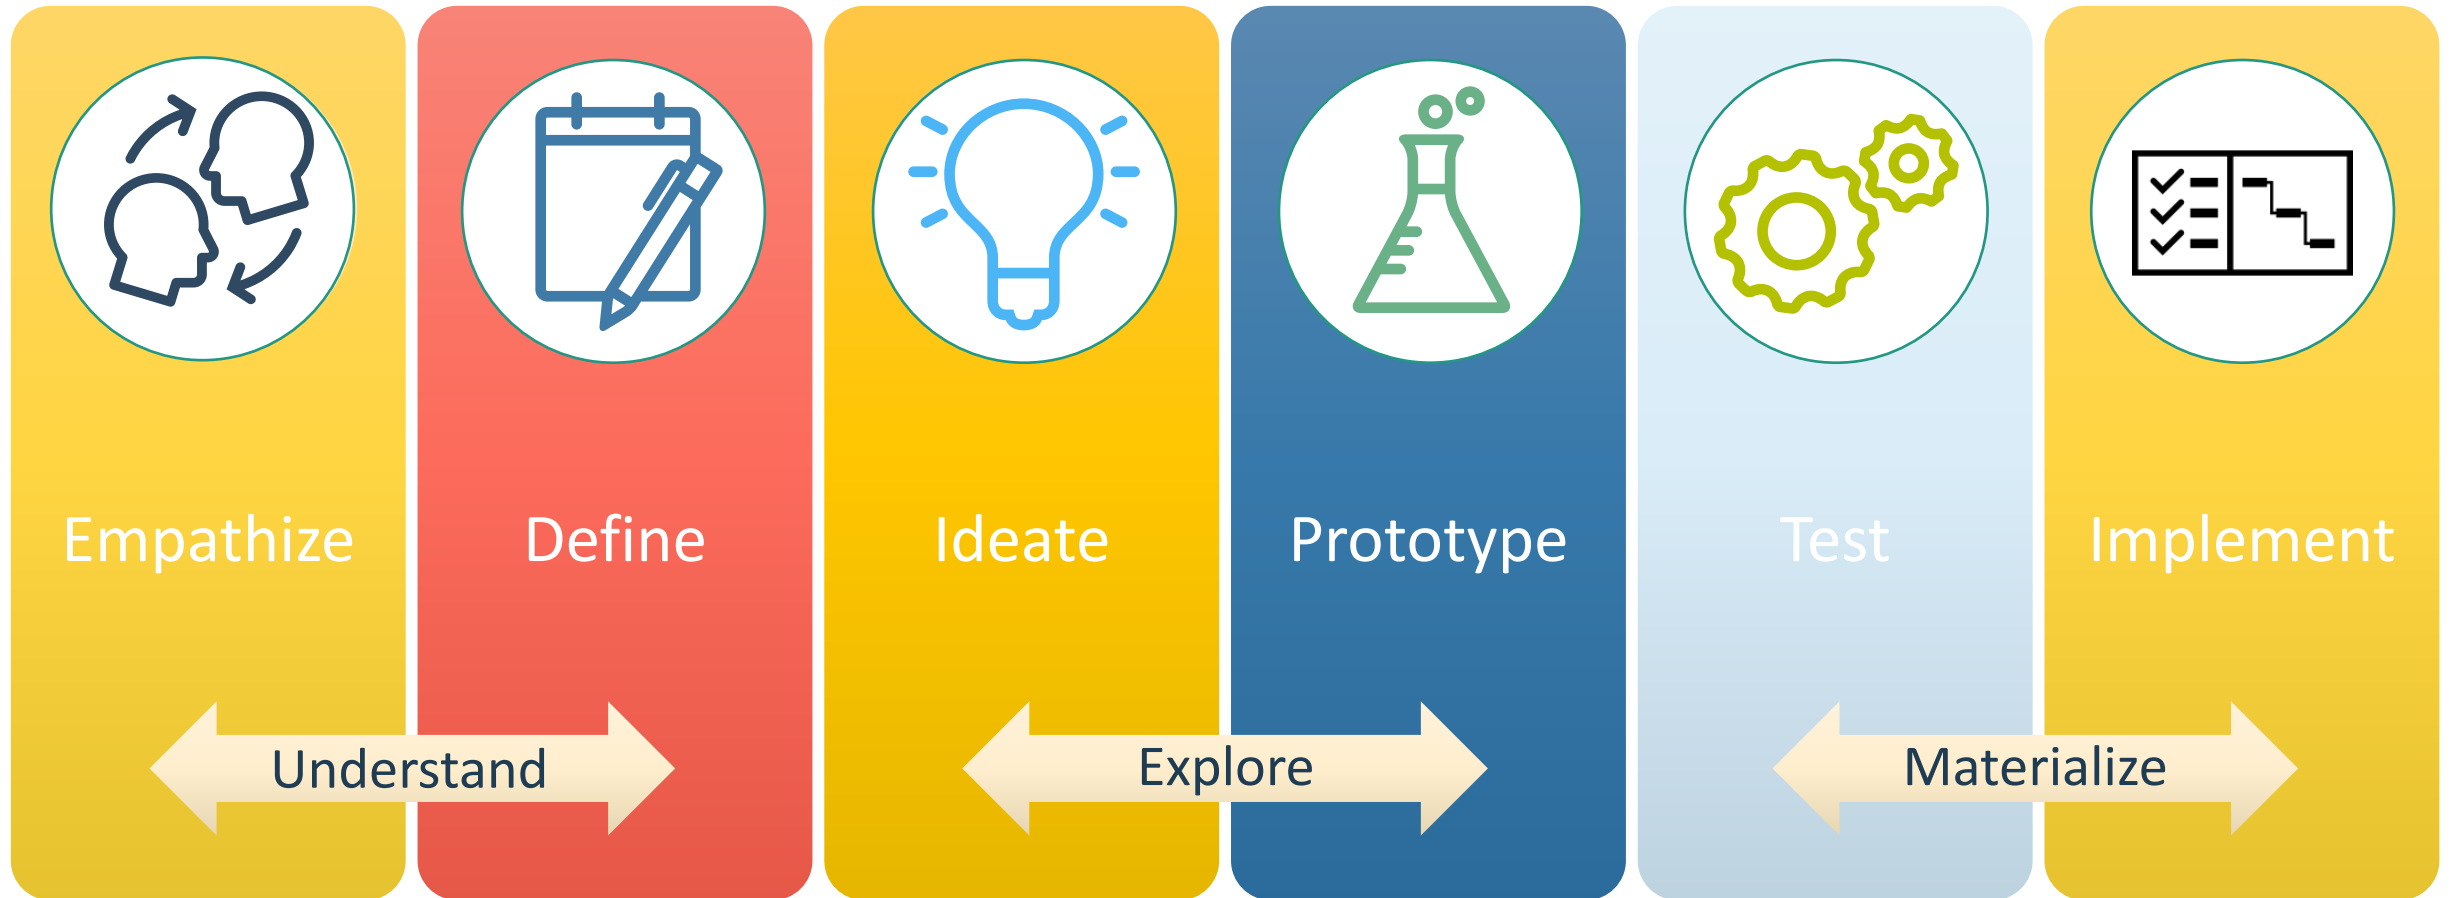 Empathize
Define
Ideate
Prototype
Test
Implement
Understand
Explore
Materialize